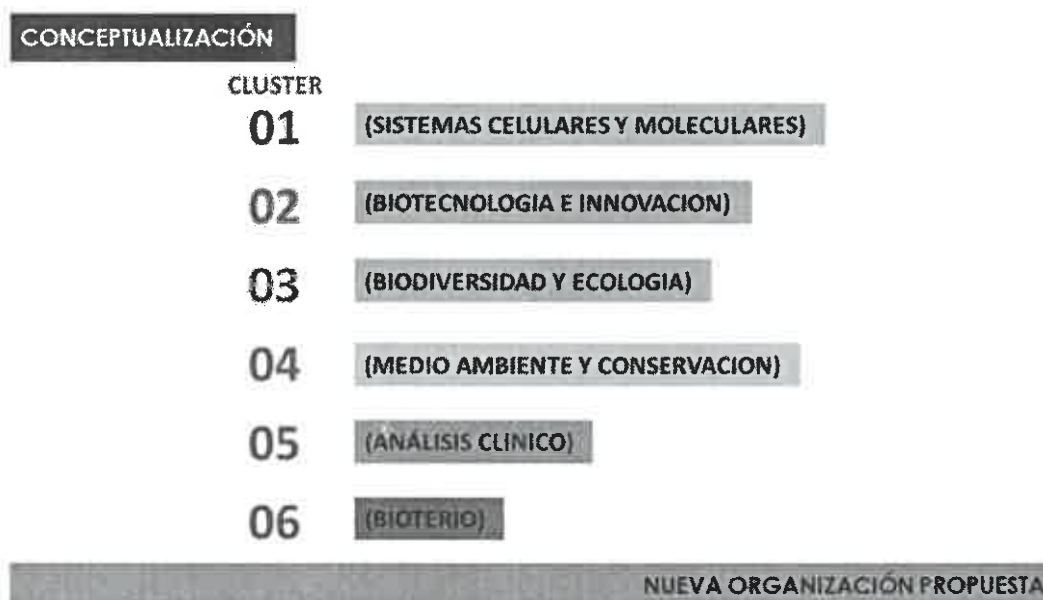 CONCEPTUALIZACIÓN
CLUSTER
01 (SISTEMAS CELULARES Y MOLECULARES)
02 (BIOTECNOLOGIA E INNOVACION)
03 (BIODIVERSIDAD Y ECOLOGIA)
04 (MEDIO AMBIENTE Y CONSERVACION)
05 (ANÁLISIS CLINICO)
06 (BIOTERIO)
NUEVA ORGANIZACIÓN PROPUESTA